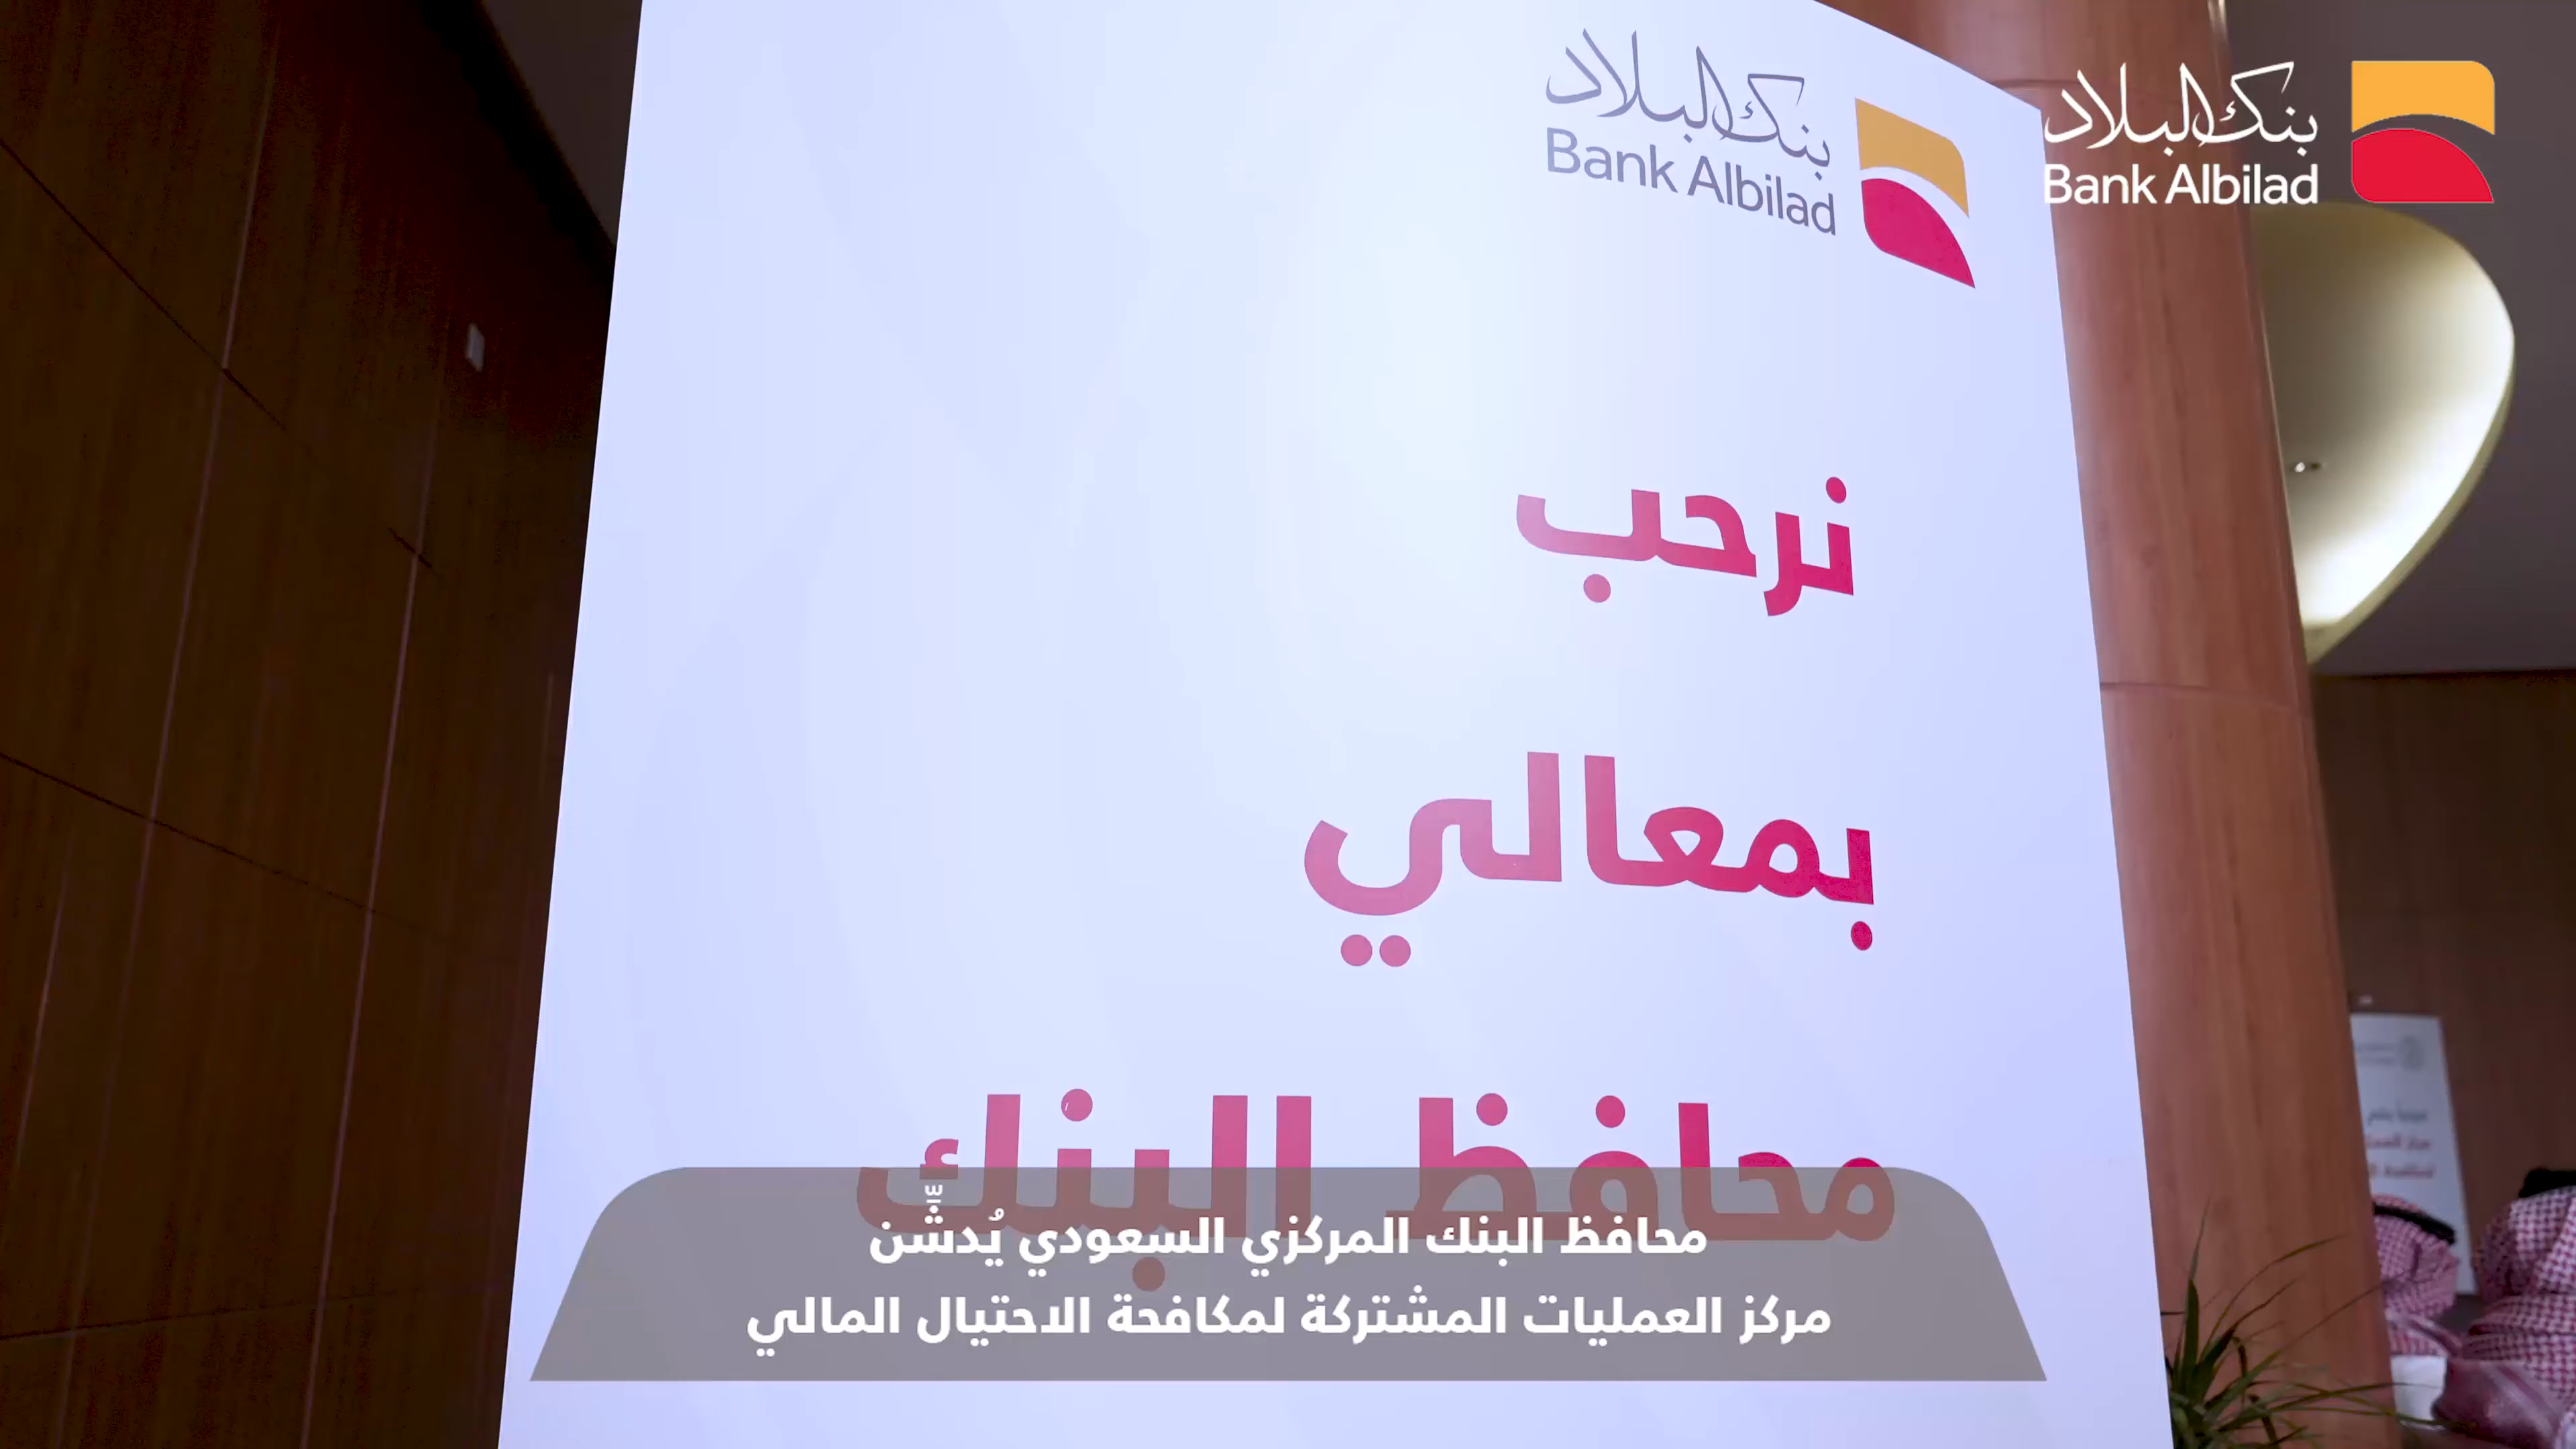 بنك البلاد
Bank Albilad
بنك البلاد
Bank Albilad
نرحب
بمعالي
محافظ البنك
محافظ البنك المركزي السعودي يُدشِّن
مركز العمليات المشتركة لمكافحة الاحتيال المالي